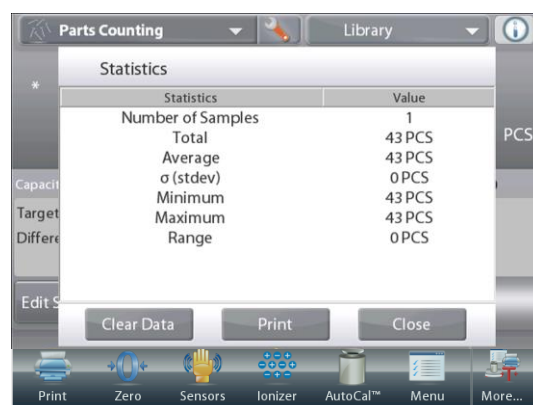 Parts Counting Library
Statistics
*
Statistics Value
Number of Samples 1
Total 43 PCS
PCS
Average 43 PCS
σ (stdev) 0 PCS
Minimum 43 PCS
Maximum 43 PCS
Range 0 PCS
Target
Edit
Clear Data Print Close
Print Zero Sensors Ionizer AutoCal™ Menu More...